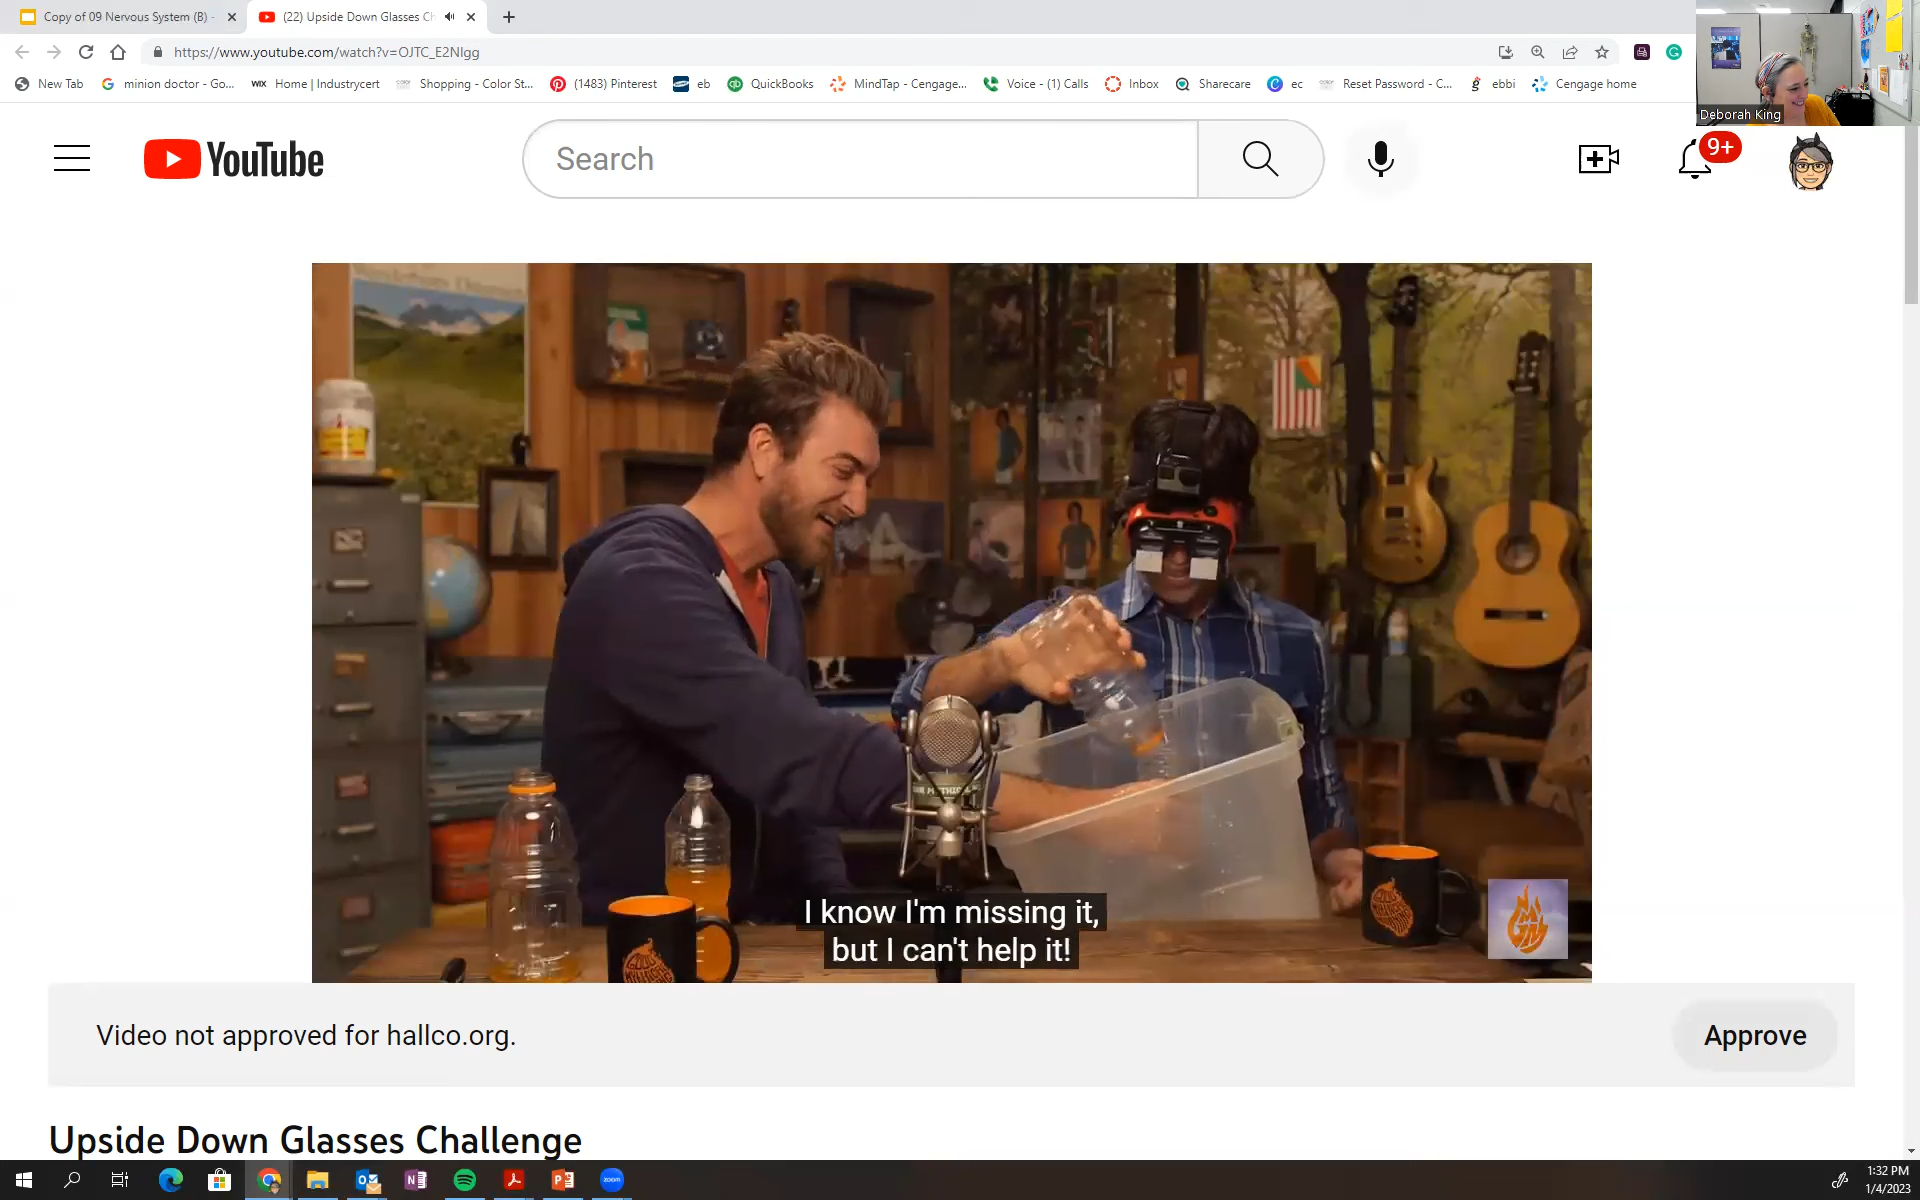 Copy of 09 Nervous System (B) -
(22) Upside Down Glasses Ch
https://www.youtube.com/watch?v=OJTC_E2NIgg
New Tab
minion doctor - Go...
WIX Home | Industrycert
Shopping - Color St...
(1483) Pinterest
eb
QuickBooks
MindTap - Cengage...
Voice - (1) Calls
Inbox
Sharecare
ec
Reset Password - C...
ebbi
Cengage home
Deborah King
YouTube
Search
9+
I know I'm missing it,
but I can't help it!
Video not approved for hallco.org.
Approve
Upside Down Glasses Challenge
zoom
1:32 PM
1/4/2023